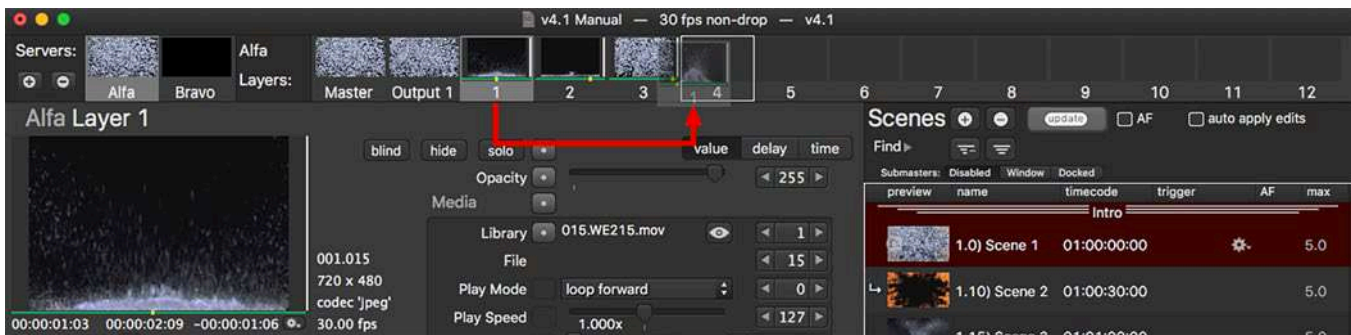 v4.1 Manual — 30 fps non-drop — v4.1
Servers:
Alfa
Layers:
Alfa Bravo Master Output 1 1 2 3 1 4 5 6 7 8 9 10 11 12
Alfa Layer 1
blind hide solo value delay time
Opacity 255
Media
Library 015.WE215.mov 1
File 15
Play Mode loop forward 0
Play Speed 1.000x 127
001.015
720 x 480
codec 'jpeg'
00:00:01:03 00:00:02:09 -00:00:01:06 30.00 fps
Scenes update AF auto apply edits
Find
Submasters: Disabled Window Docked
preview name timecode trigger AF max
Intro
1.0) Scene 1 01:00:00:00 5.0
1.10) Scene 2 01:00:30:00 5.0